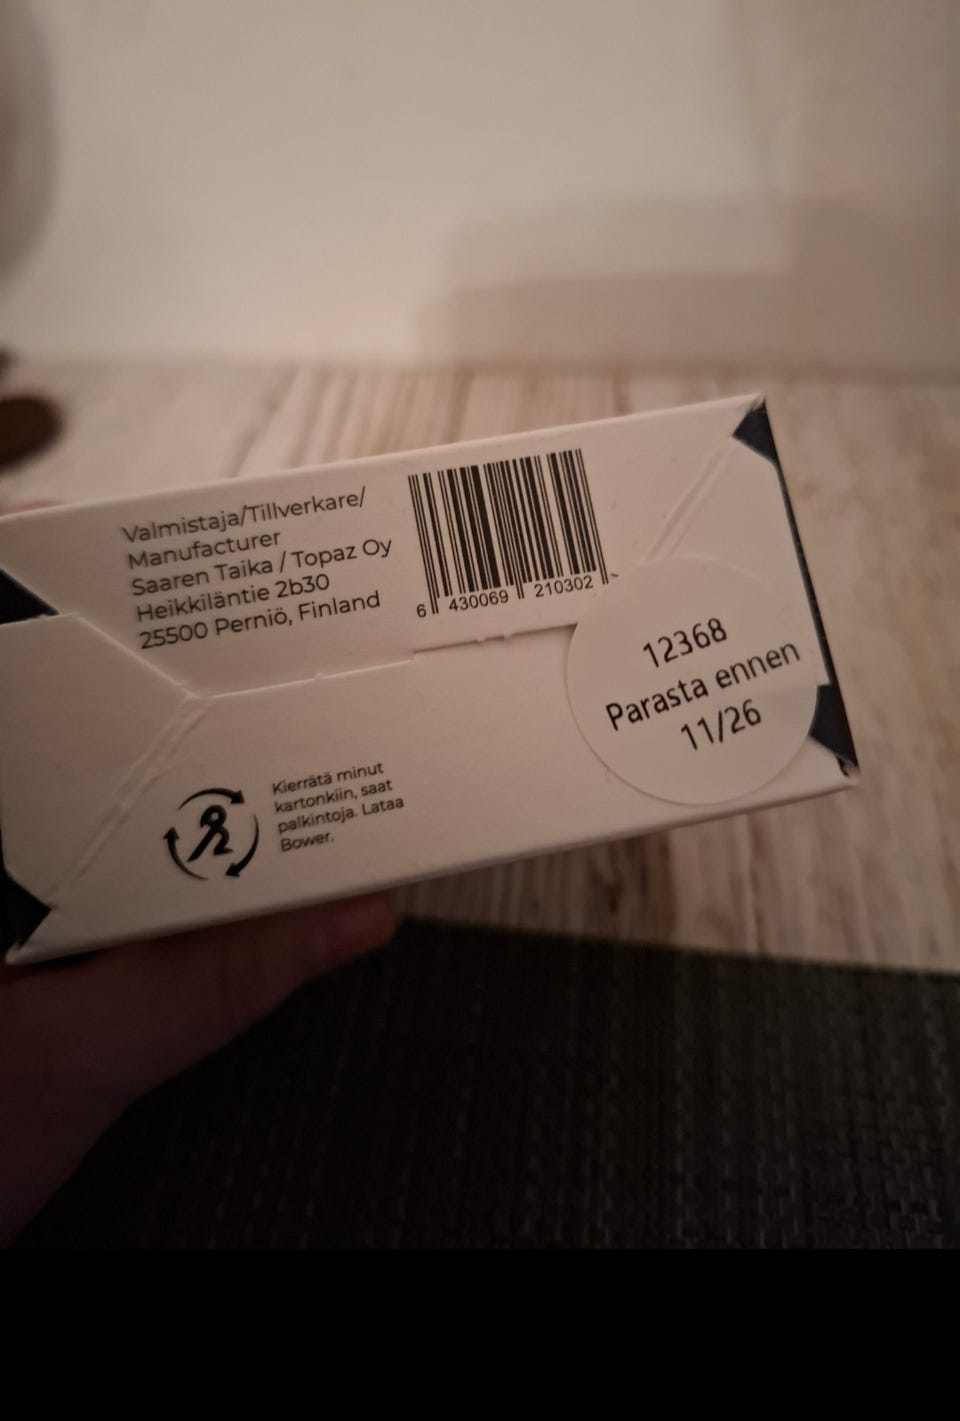 Valmistaja/Tillverkare/
Manufacturer
Saaren Taika / Topaz Oy
Heikkiläntie 2b30
25500 Perniö, Finland
6 430069 210302
12368
Parasta ennen
11/26
Kierrätä minut
kartonkiin, saat
palkintoja. Lataa
Bower.